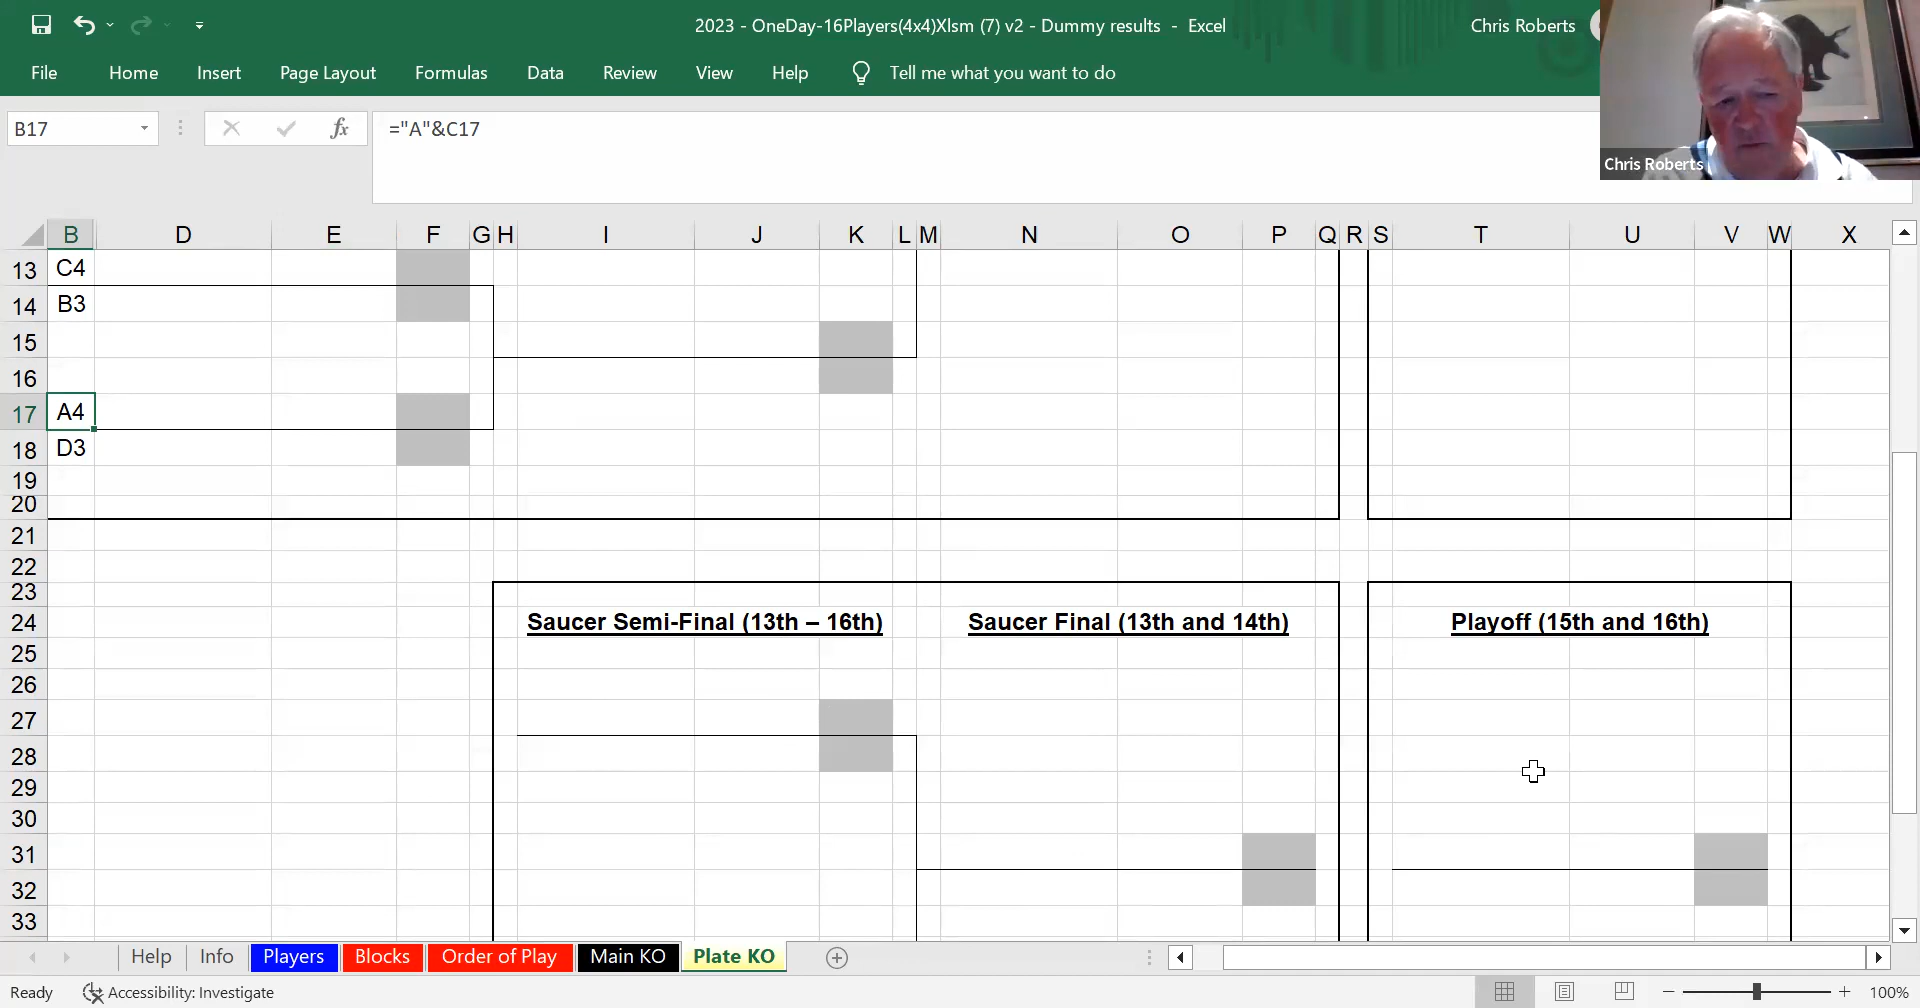 2023 - OneDay-16Players(4x4)Xlsm (7) v2 - Dummy results - Excel
Chris Roberts
File Home Insert Page Layout Formulas Data Review View Help Tell me what you want to do
B17
fx
="A"&C17
Chris Roberts
B D E F G H I J K L M N O P Q R S T U V W X
13 C4
14 B3
15
16
17 A4
18 D3
19
20
21
22
23
24 Saucer Semi-Final (13th – 16th) Saucer Final (13th and 14th) Playoff (15th and 16th)
25
26
27
28
29
30
31
32
33
Help Info Players Blocks Order of Play Main KO Plate KO
Ready Accessibility: Investigate 100%